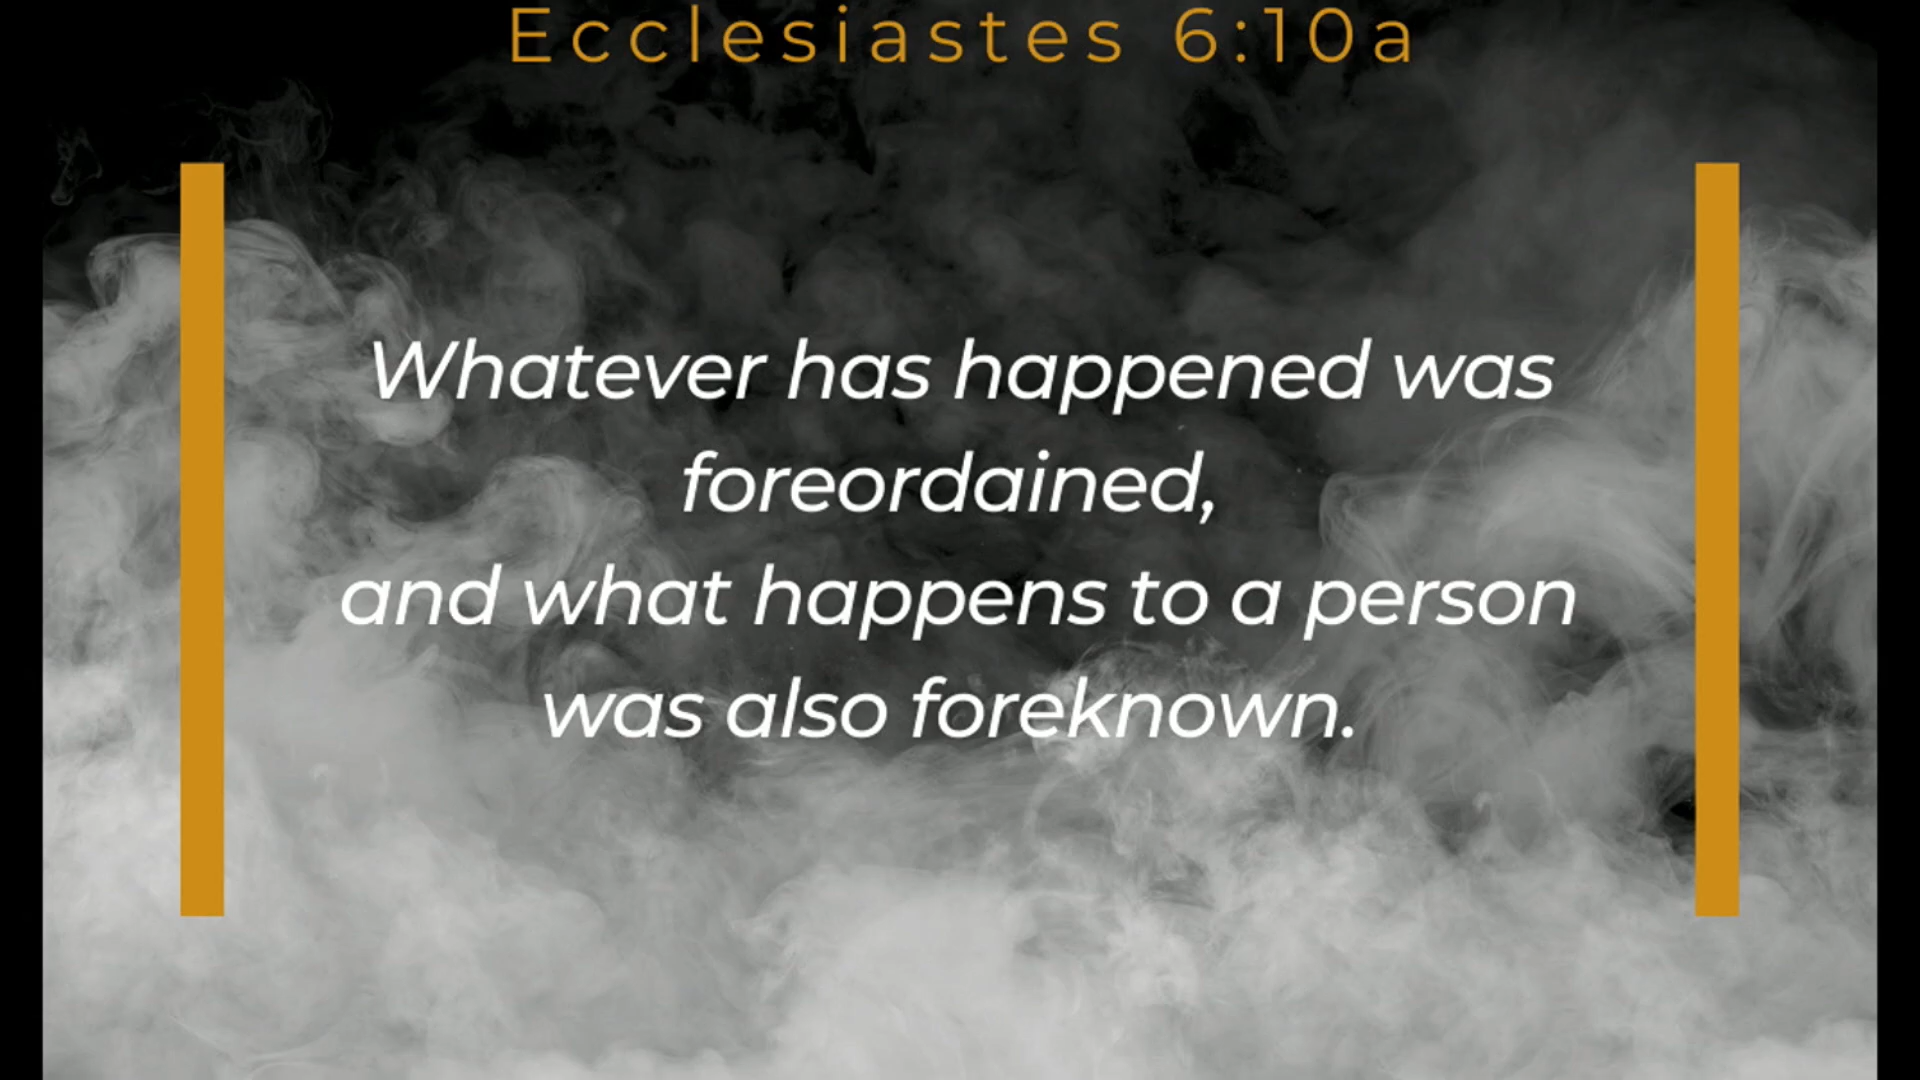 Ecclesiastes 6:10a
Whatever has happened was
foreordained,
and what happens to a person
was also foreknown.